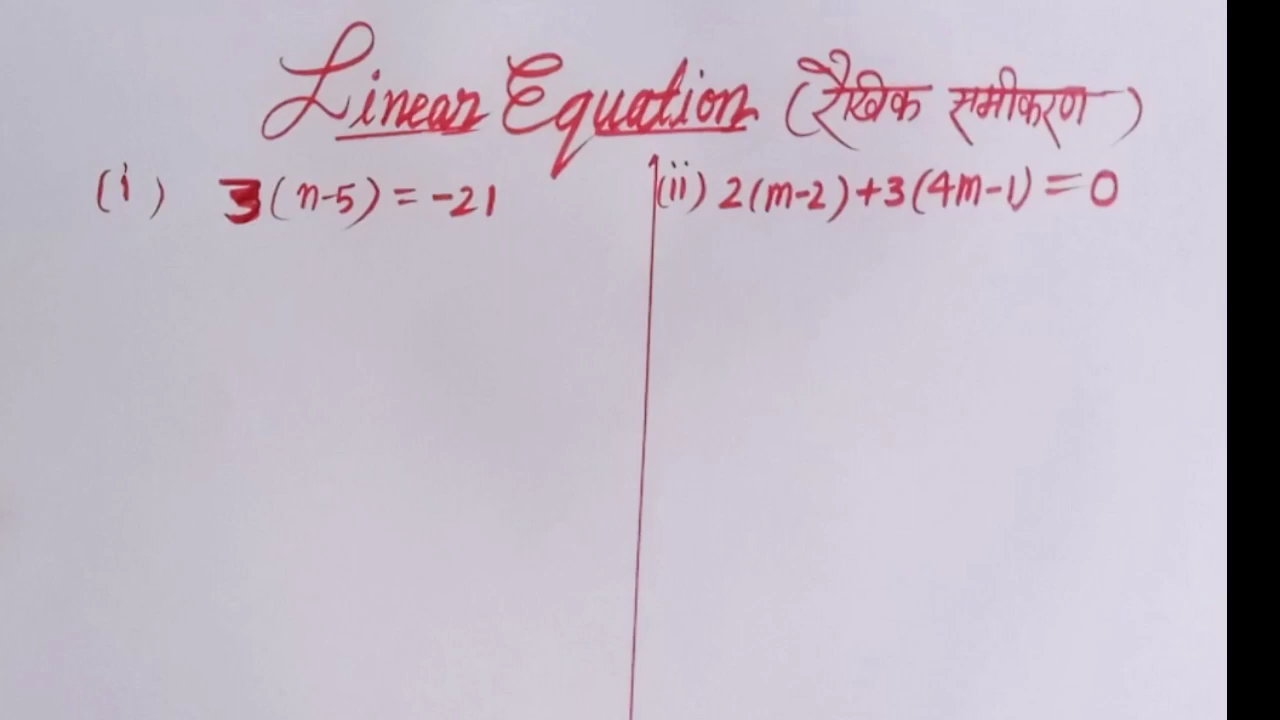 Linear Equation (रैखिक समीकरण)
(i) 3(n-5) = -21
(ii) 2(m-2)+3(4m-1)=0